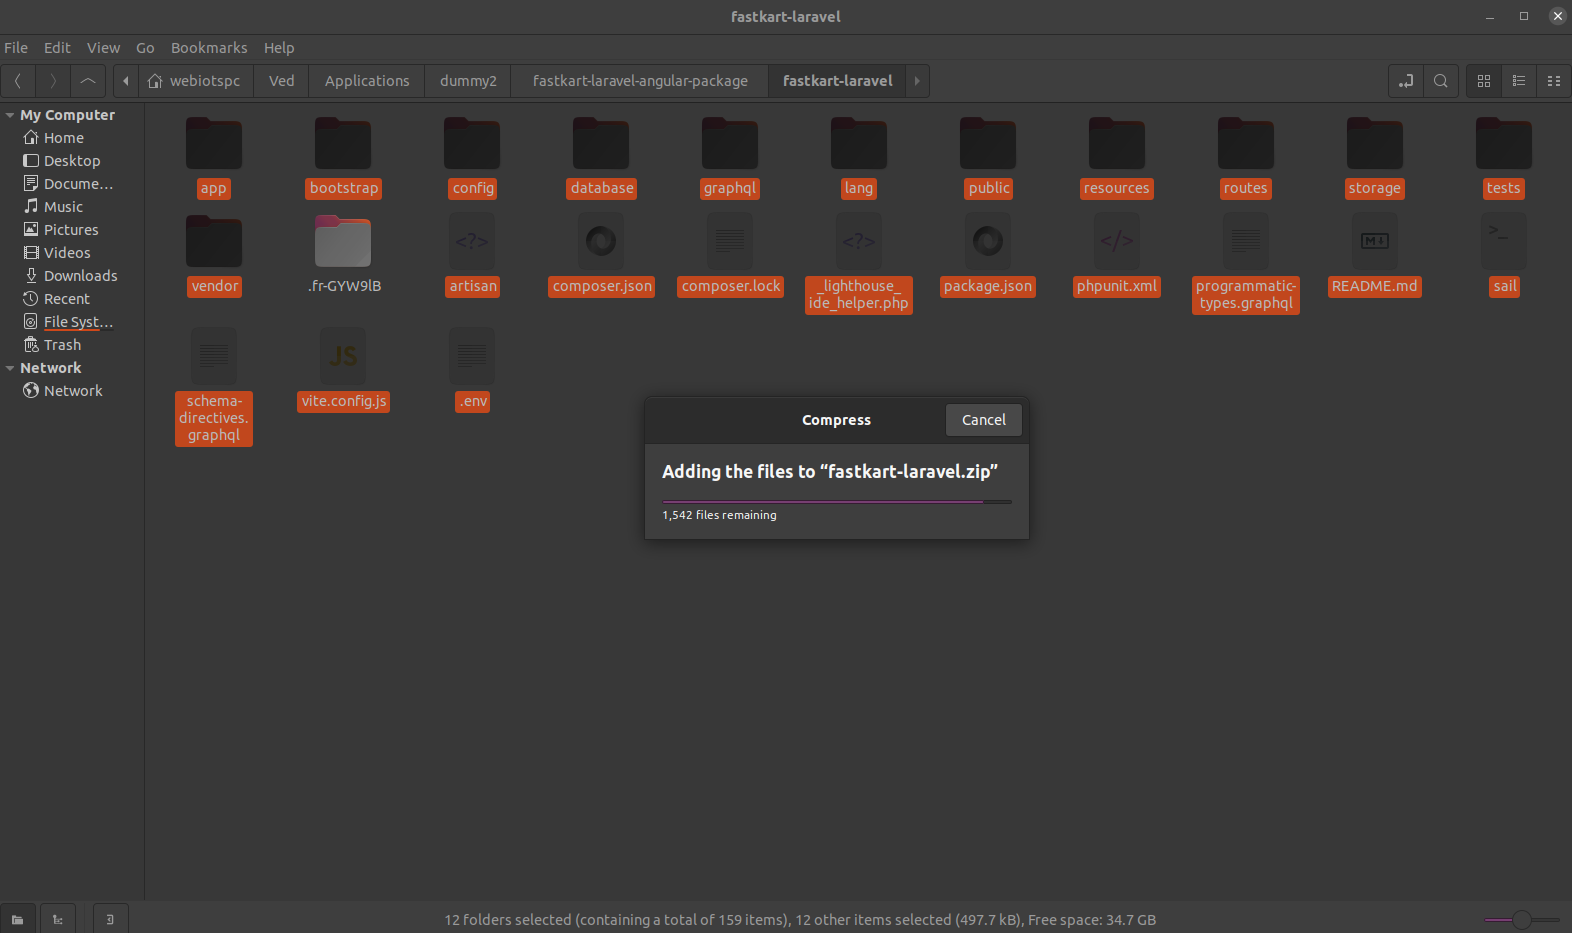 fastkart-laravel
File Edit View Go Bookmarks Help
webiotspc Ved Applications dummy2 fastkart-laravel-angular-package fastkart-laravel
My Computer
Home
Desktop
Docume...
Music
Pictures
Videos
Downloads
Recent
File Syst...
Trash
Network
Network
app bootstrap config database graphql lang public resources routes storage tests
<?> <?> </> M >_
vendor .fr-GYW9lB artisan composer.json composer.lock _lighthouse_ package.json phpunit.xml programmatic- README.md sail
ide_helper.php types.graphql
JS
schema- vite.config.js .env
directives.
graphql
Compress Cancel
Adding the files to “fastkart-laravel.zip”
1,542 files remaining
12 folders selected (containing a total of 159 items), 12 other items selected (497.7 kB), Free space: 34.7 GB